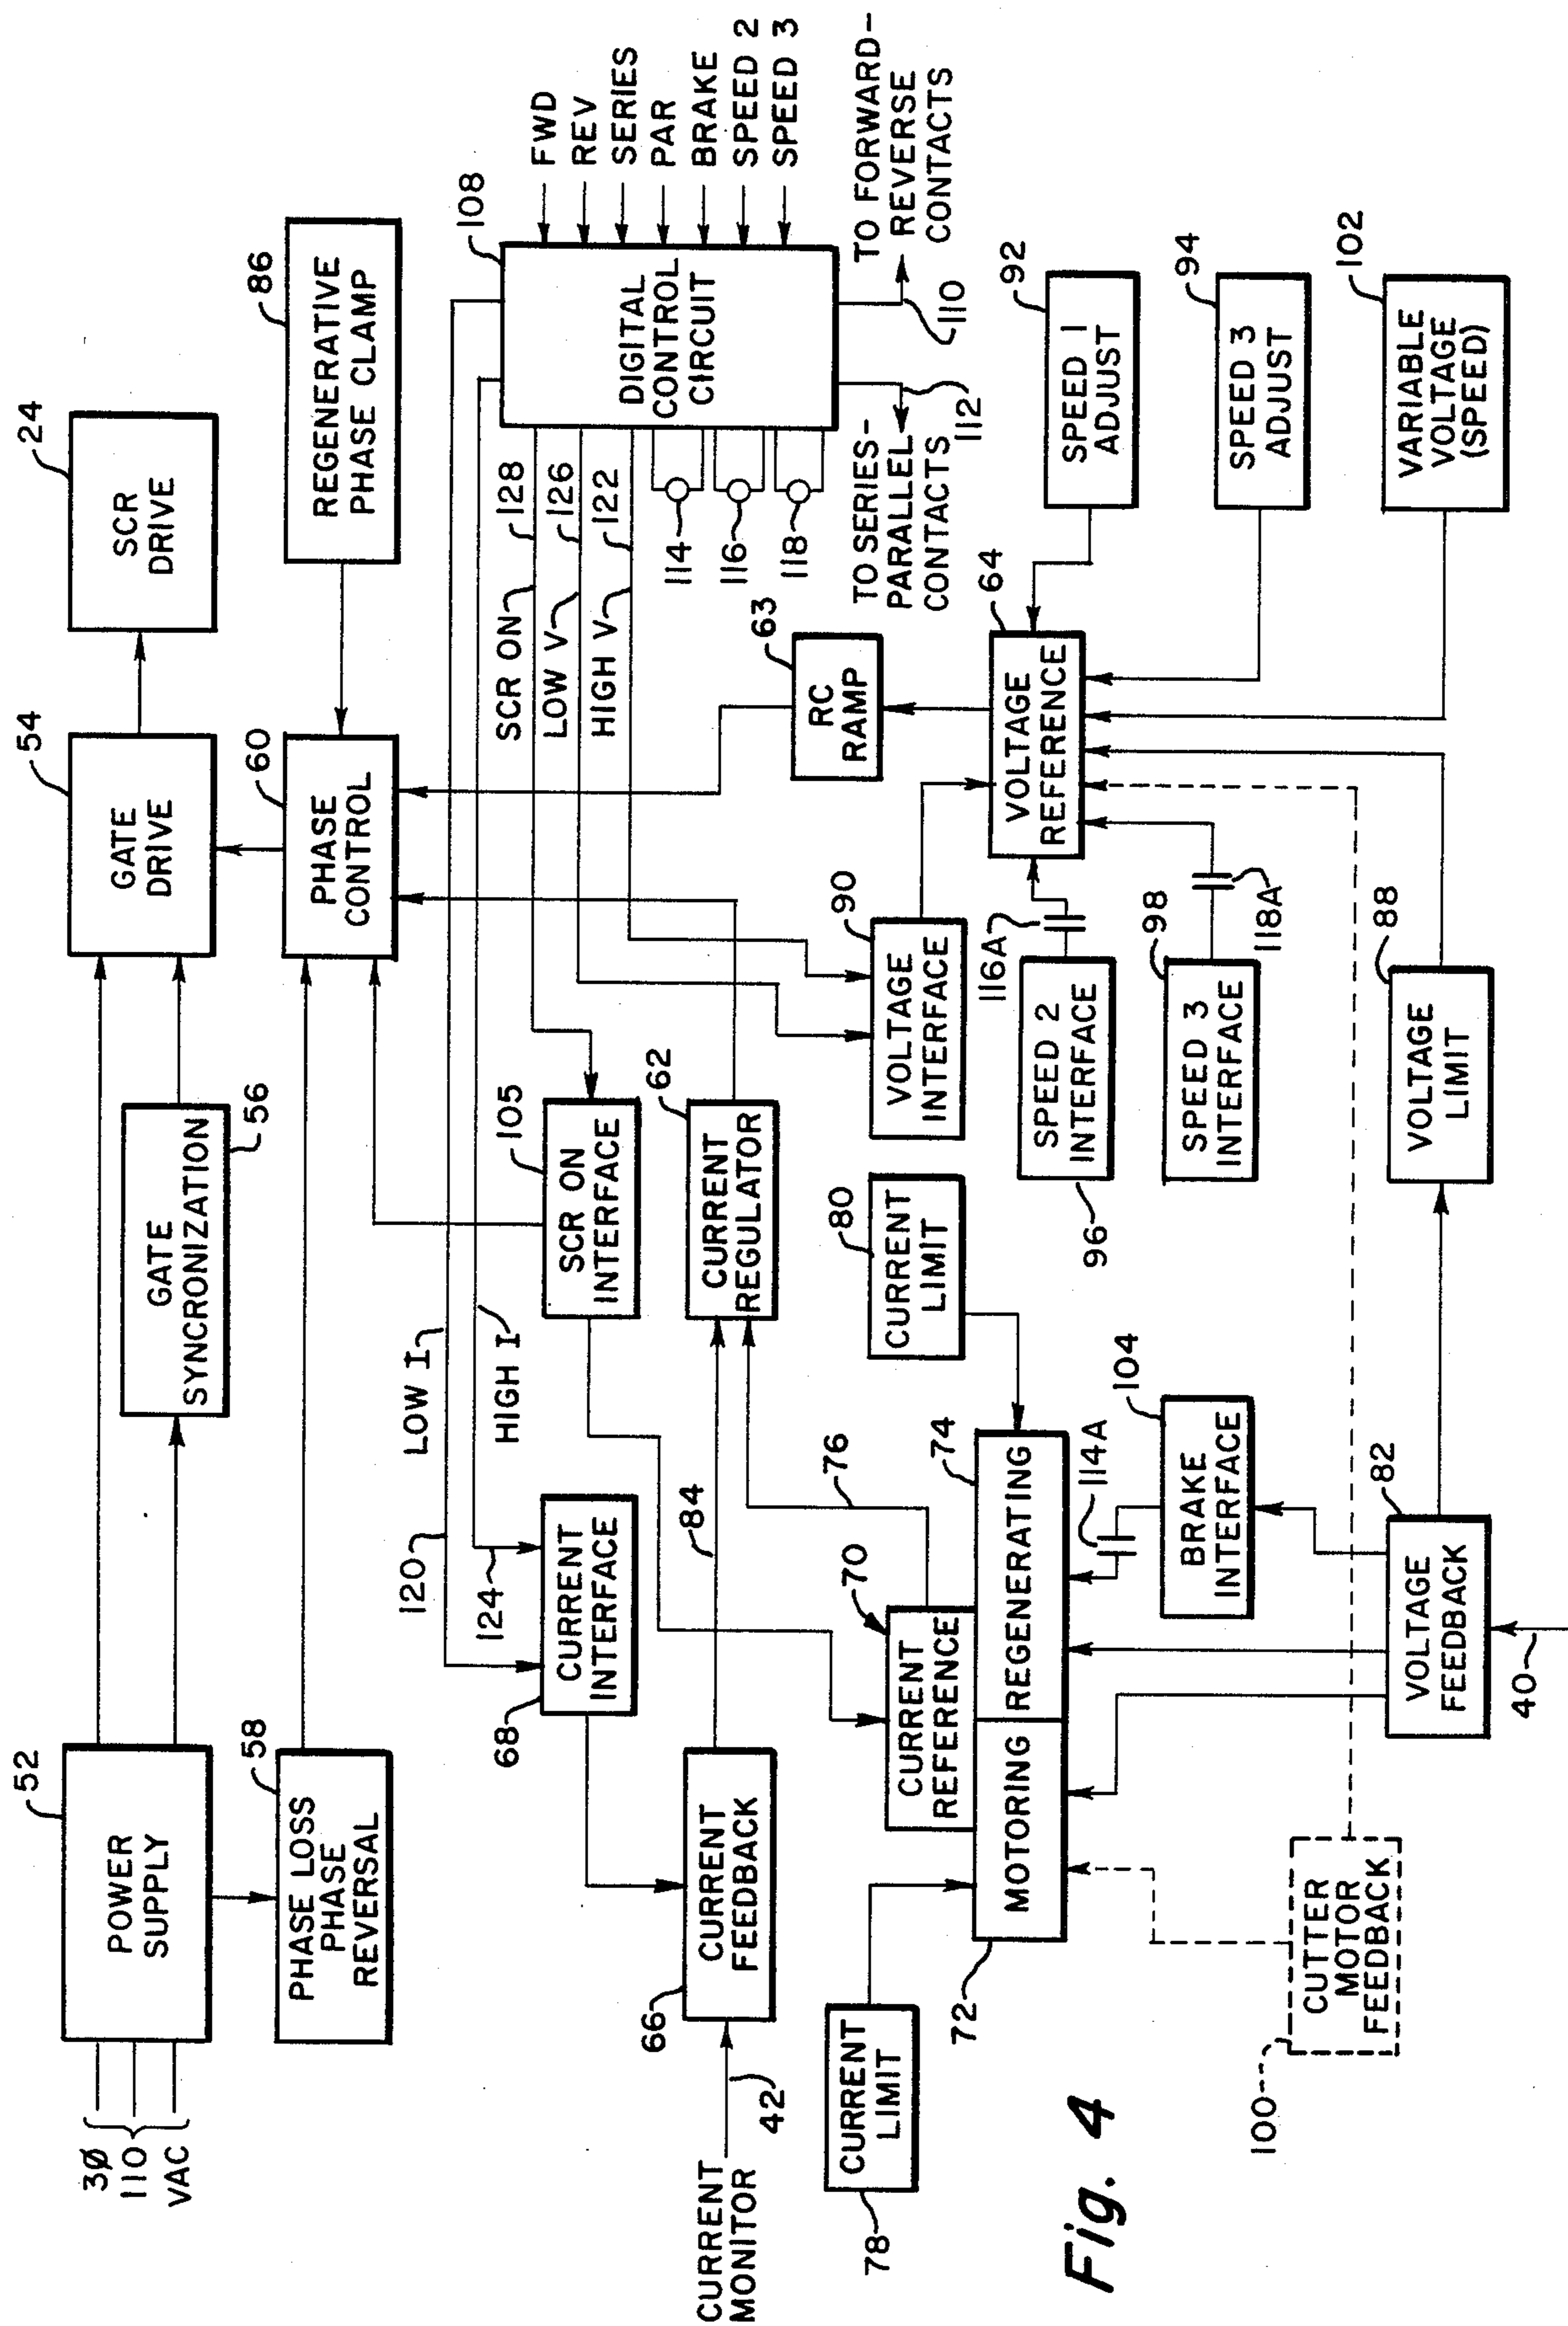 3Ø
110
VAC
52
POWER
SUPPLY
58
PHASE LOSS
PHASE
REVERSAL
GATE
SYNCRONIZATION
56
54
GATE
DRIVE
24
SCR
DRIVE
60
PHASE
CONTROL
86
REGENERATIVE
PHASE CLAMP
120
LOW I
124
HIGH I
68
CURRENT
INTERFACE
105
SCR ON
INTERFACE
SCR ON
128
LOW V
126
HIGH V
122
108
DIGITAL
CONTROL
CIRCUIT
FWD
REV
SERIES
PAR
BRAKE
SPEED 2
SPEED 3
114
116
118
TO SERIES-
PARALLEL
CONTACTS
112
110
TO FORWARD-
REVERSE
CONTACTS
CURRENT
MONITOR
42
66
CURRENT
FEEDBACK
84
62
CURRENT
REGULATOR
63
RC
RAMP
78
CURRENT
LIMIT
72
MOTORING
70
CURRENT
REFERENCE
76
74
REGENERATING
80
CURRENT
LIMIT
90
VOLTAGE
INTERFACE
64
VOLTAGE
REFERENCE
92
SPEED 1
ADJUST
94
SPEED 3
ADJUST
102
VARIABLE
VOLTAGE
(SPEED)
116A
SPEED 2
INTERFACE
96
98
SPEED 3
INTERFACE
118A
114A
104
BRAKE
INTERFACE
100
CUTTER
MOTOR
FEEDBACK
82
VOLTAGE
FEEDBACK
40
88
VOLTAGE
LIMIT
Fig. 4